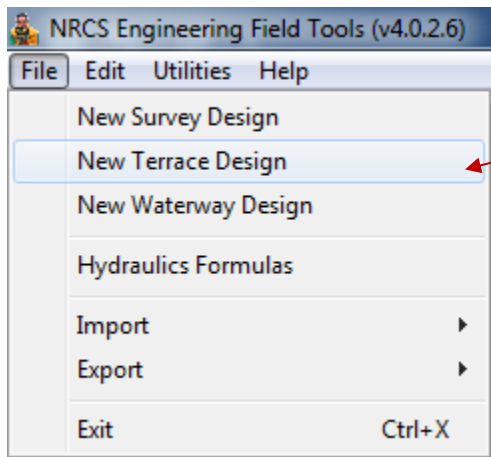 NRCS Engineering Field Tools (v4.0.2.6)
File Edit Utilities Help
New Survey Design
New Terrace Design
New Waterway Design
Hydraulics Formulas
Import
Export
Exit Ctrl+X